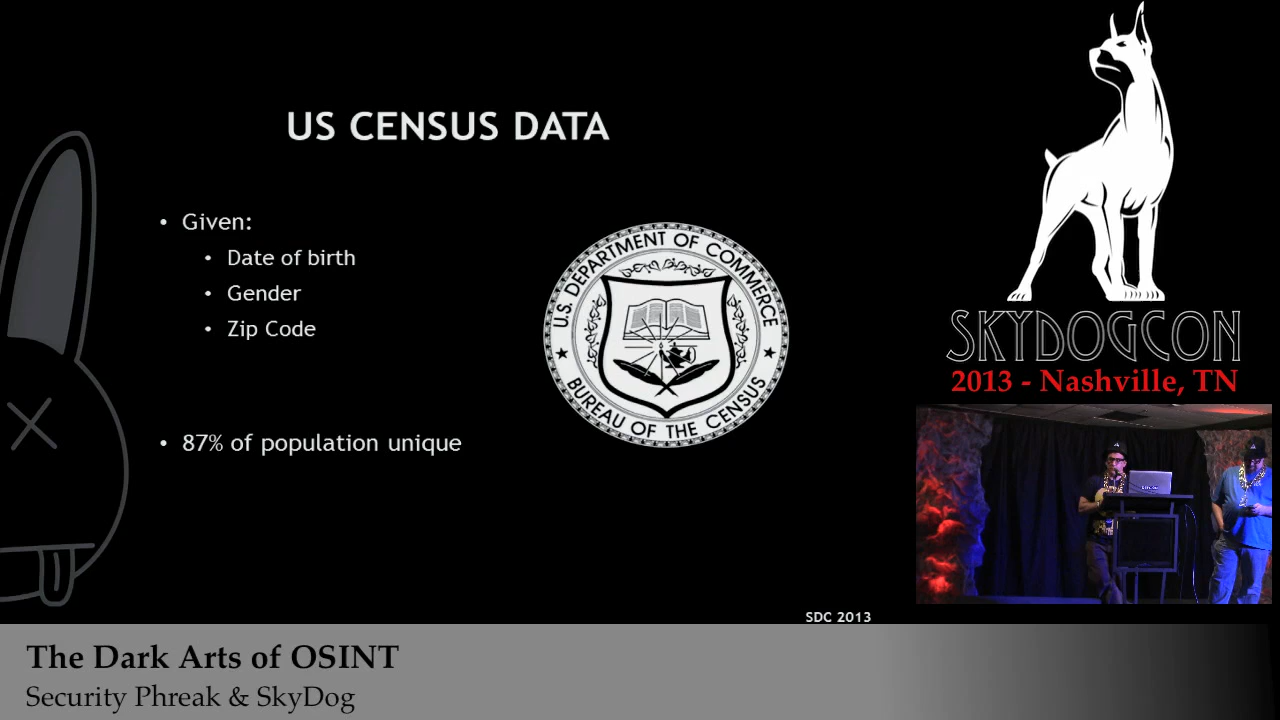 US CENSUS DATA
• Given:
• Date of birth
• Gender
• Zip Code
• 87% of population unique
U.S. DEPARTMENT OF COMMERCE
BUREAU OF THE CENSUS
SKYDOGCON
2013 - Nashville, TN
SDC 2013
The Dark Arts of OSINT
Security Phreak & SkyDog